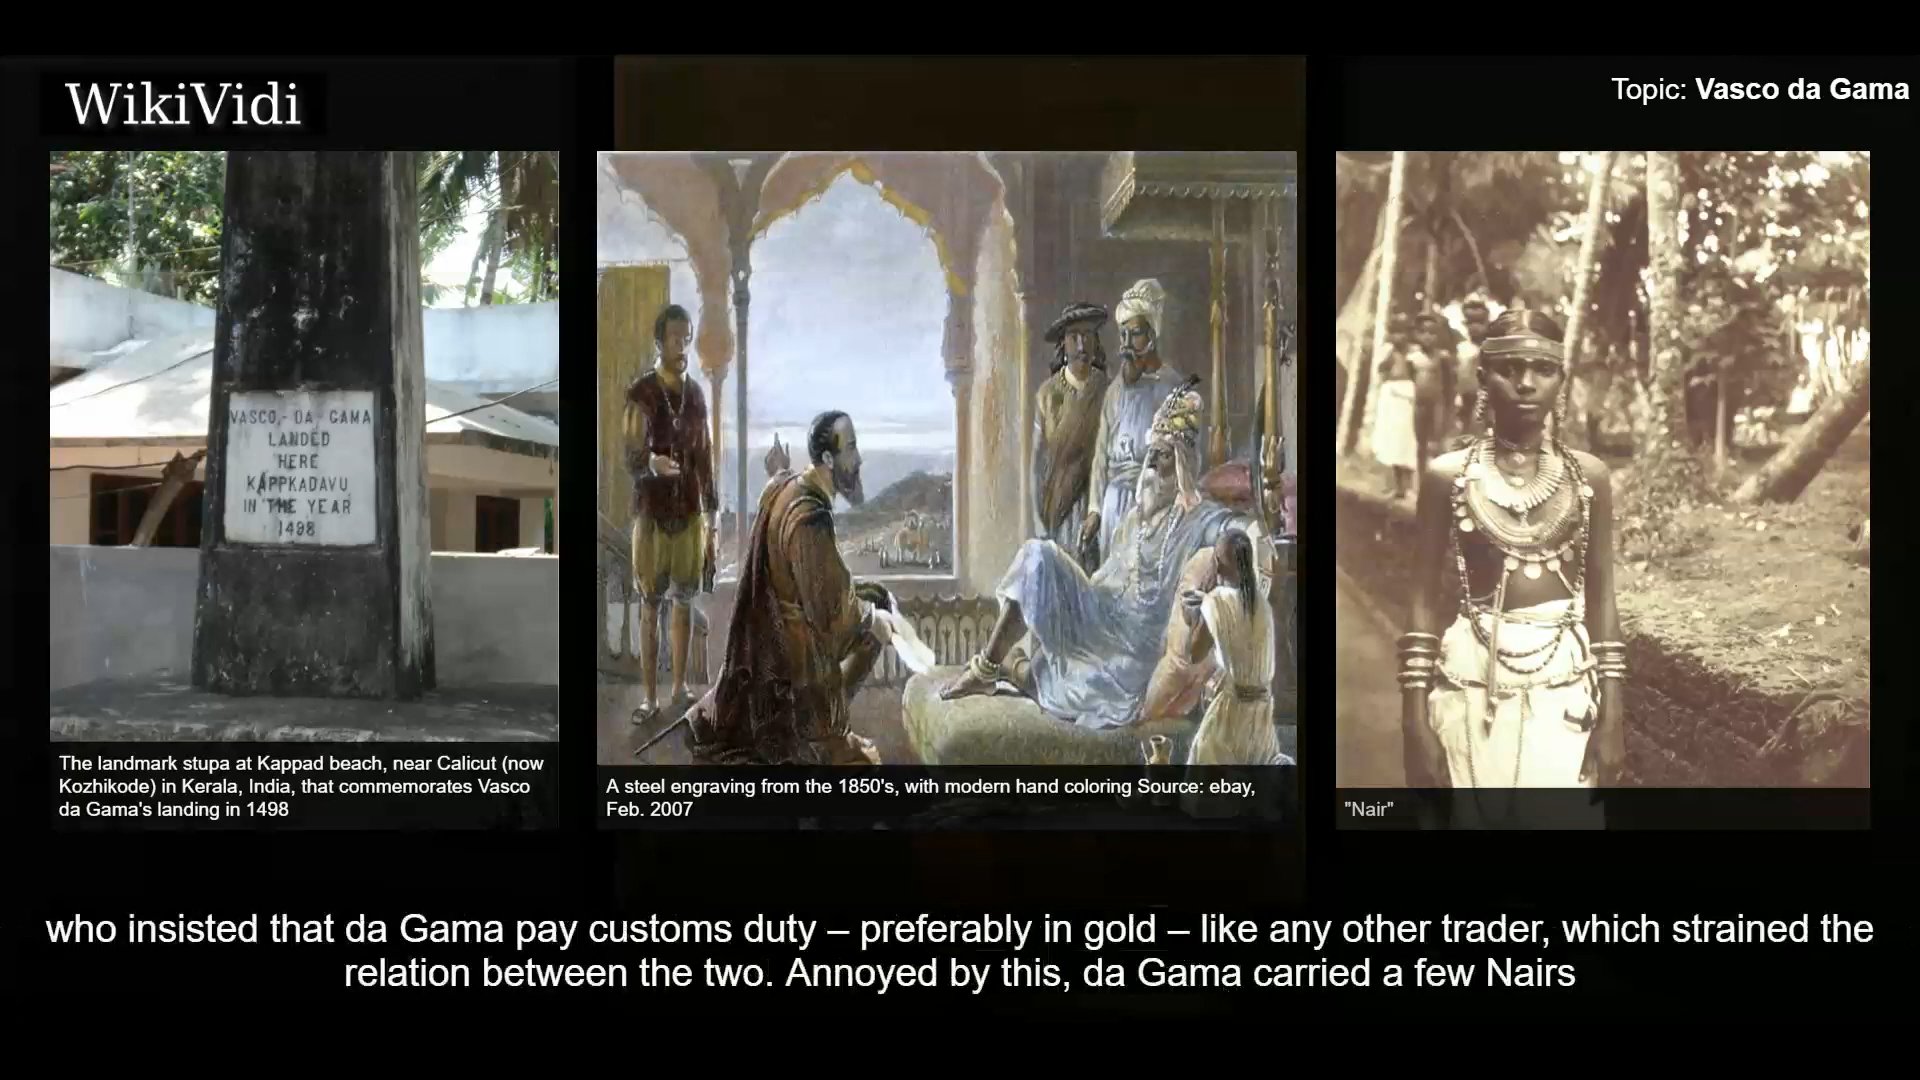 WikiVidi
Topic: Vasco da Gama
VASCO - DA GAMA
LANDED
HERE
KAPPKADAVU
IN THE YEAR
1498
The landmark stupa at Kappad beach, near Calicut (now
Kozhikode) in Kerala, India, that commemorates Vasco
da Gama's landing in 1498
A steel engraving from the 1850's, with modern hand coloring Source: ebay,
Feb. 2007
"Nair"
who insisted that da Gama pay customs duty – preferably in gold – like any other trader, which strained the
relation between the two. Annoyed by this, da Gama carried a few Nairs